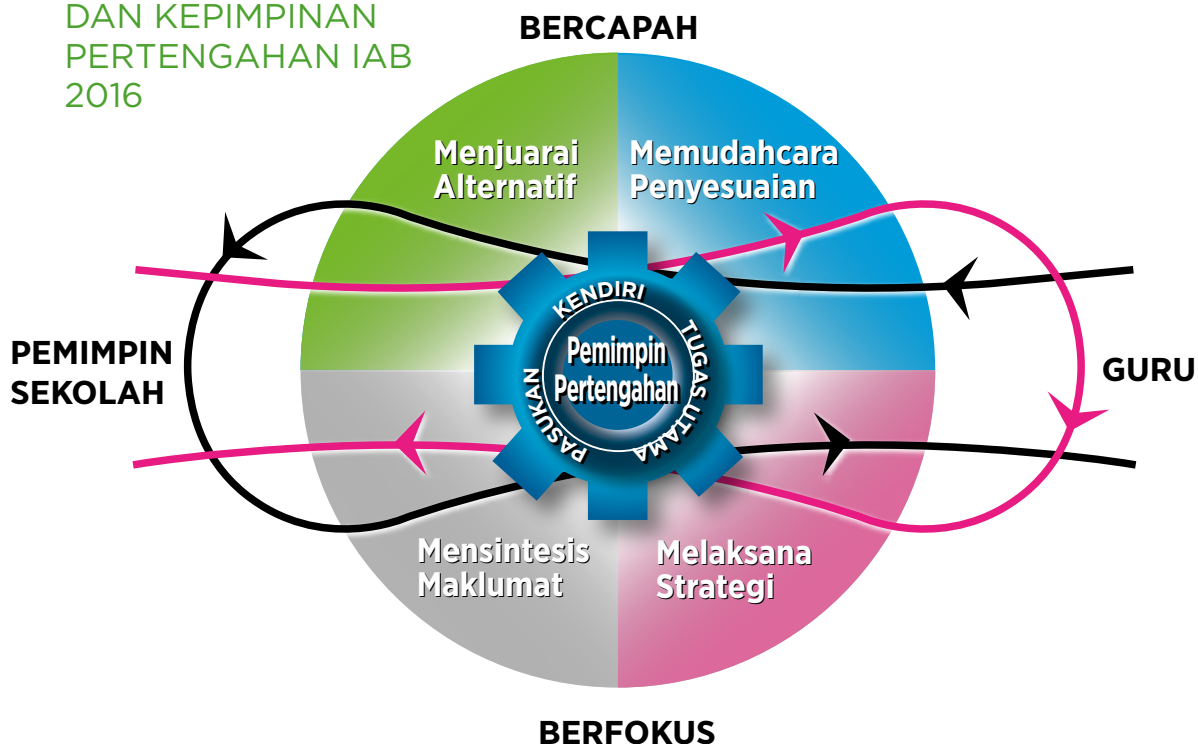 DAN KEPIMPINAN
PERTENGAHAN IAB
2016
BERCAPAH
Menjuarai
Alternatif
Memudahcara
Penyesuaian
PEMIMPIN
SEKOLAH
KENDIRI
TUGAS UTAMA
PASUKAN
Pemimpin
Pertengahan
GURU
Mensintesis
Maklumat
Melaksana
Strategi
BERFOKUS